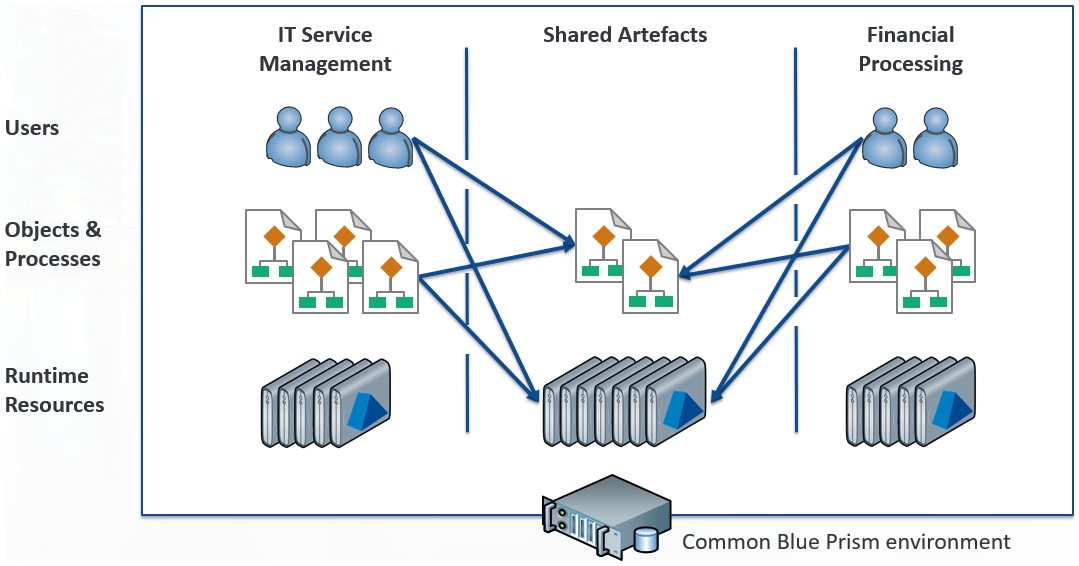 IT Service
Management
Shared Artefacts
Financial
Processing
Users
Objects &
Processes
Runtime
Resources
Common Blue Prism environment